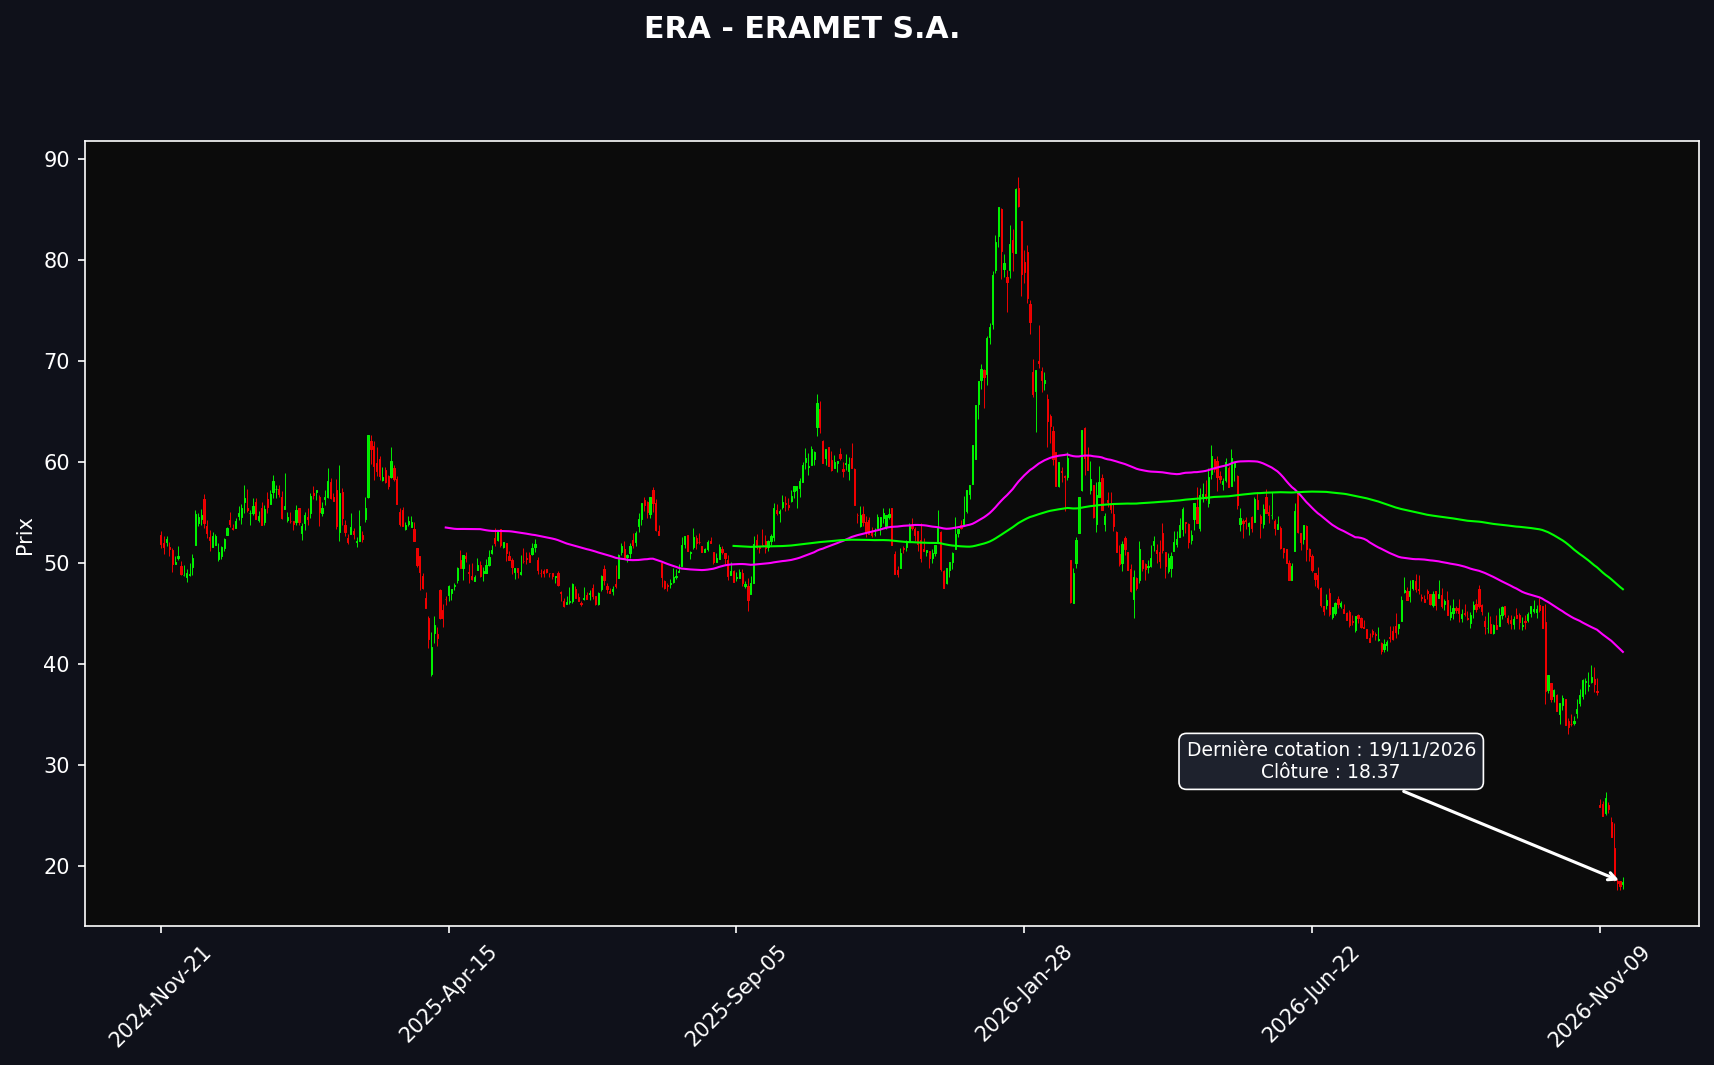 ERA - ERAMET S.A.
Prix
90
80
70
60
50
40
30
20
Dernière cotation : 19/11/2026
Clôture : 18.37
2024-Nov-21
2025-Apr-15
2025-Sep-05
2026-Jan-28
2026-Jun-22
2026-Nov-09